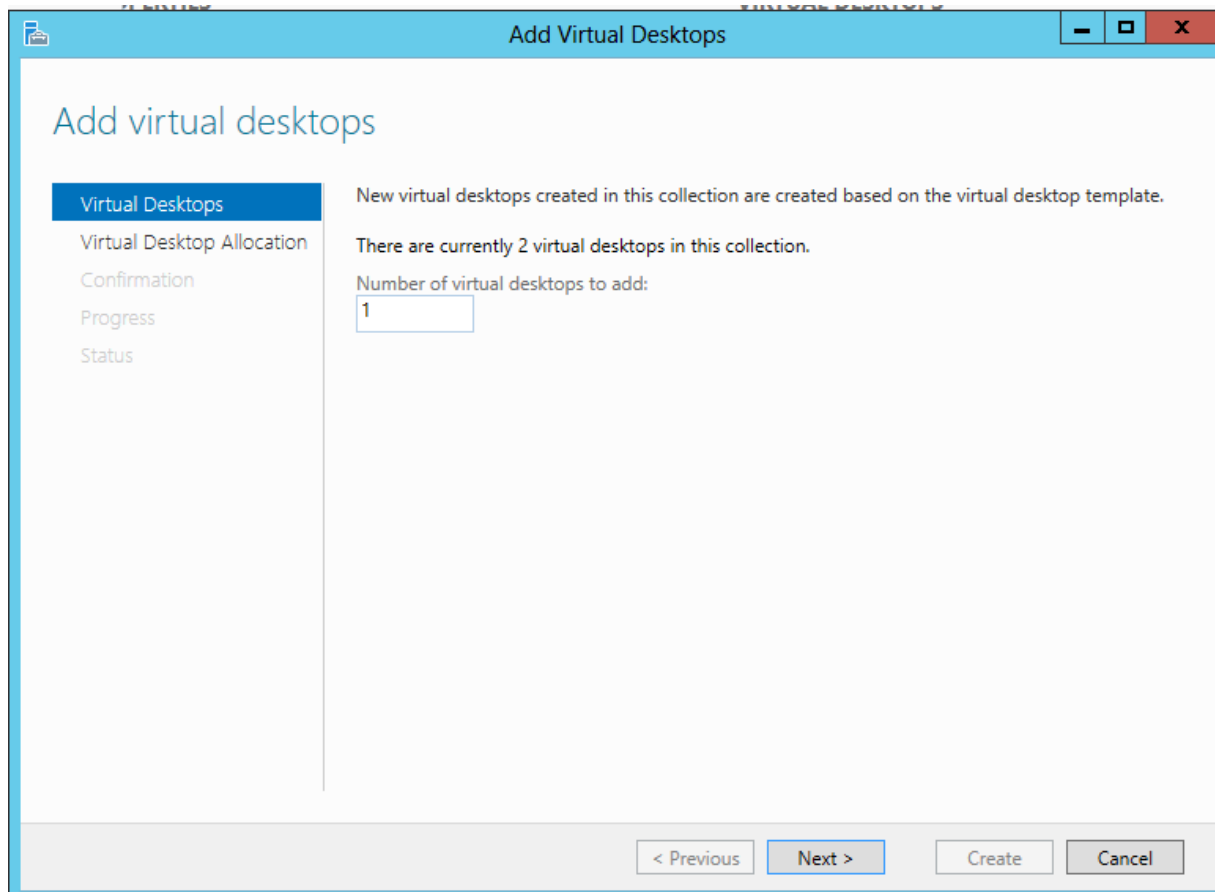 VIRTUAL DESKTOPS
Add Virtual Desktops
Add virtual desktops
Virtual Desktops
Virtual Desktop Allocation
Confirmation
Progress
Status
New virtual desktops created in this collection are created based on the virtual desktop template.
There are currently 2 virtual desktops in this collection.
Number of virtual desktops to add:
1
< Previous
Next >
Create
Cancel